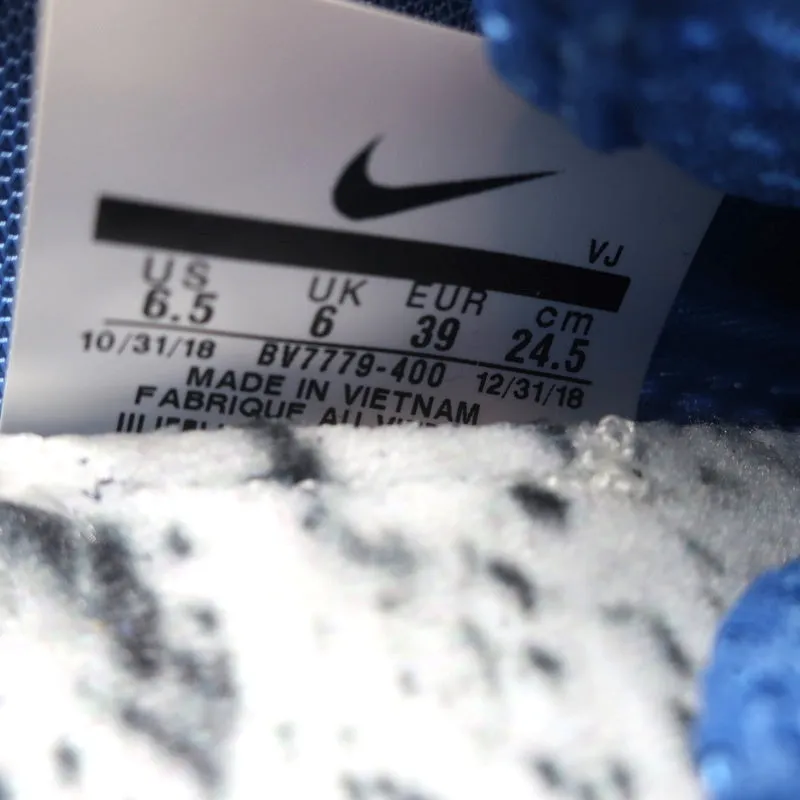 VJ
US UK EUR cm
6.5 6 39 24.5
10/31/18 BV7779-400 12/31/18
MADE IN VIETNAM
FABRIQUE AU